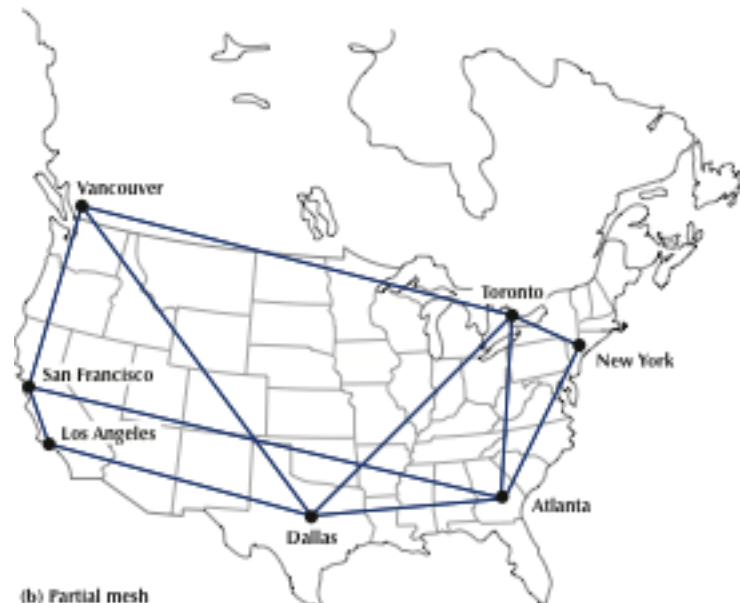 Vancouver
Toronto
New York
San Francisco
Los Angeles
Atlanta
Dallas
(b) Partial mesh